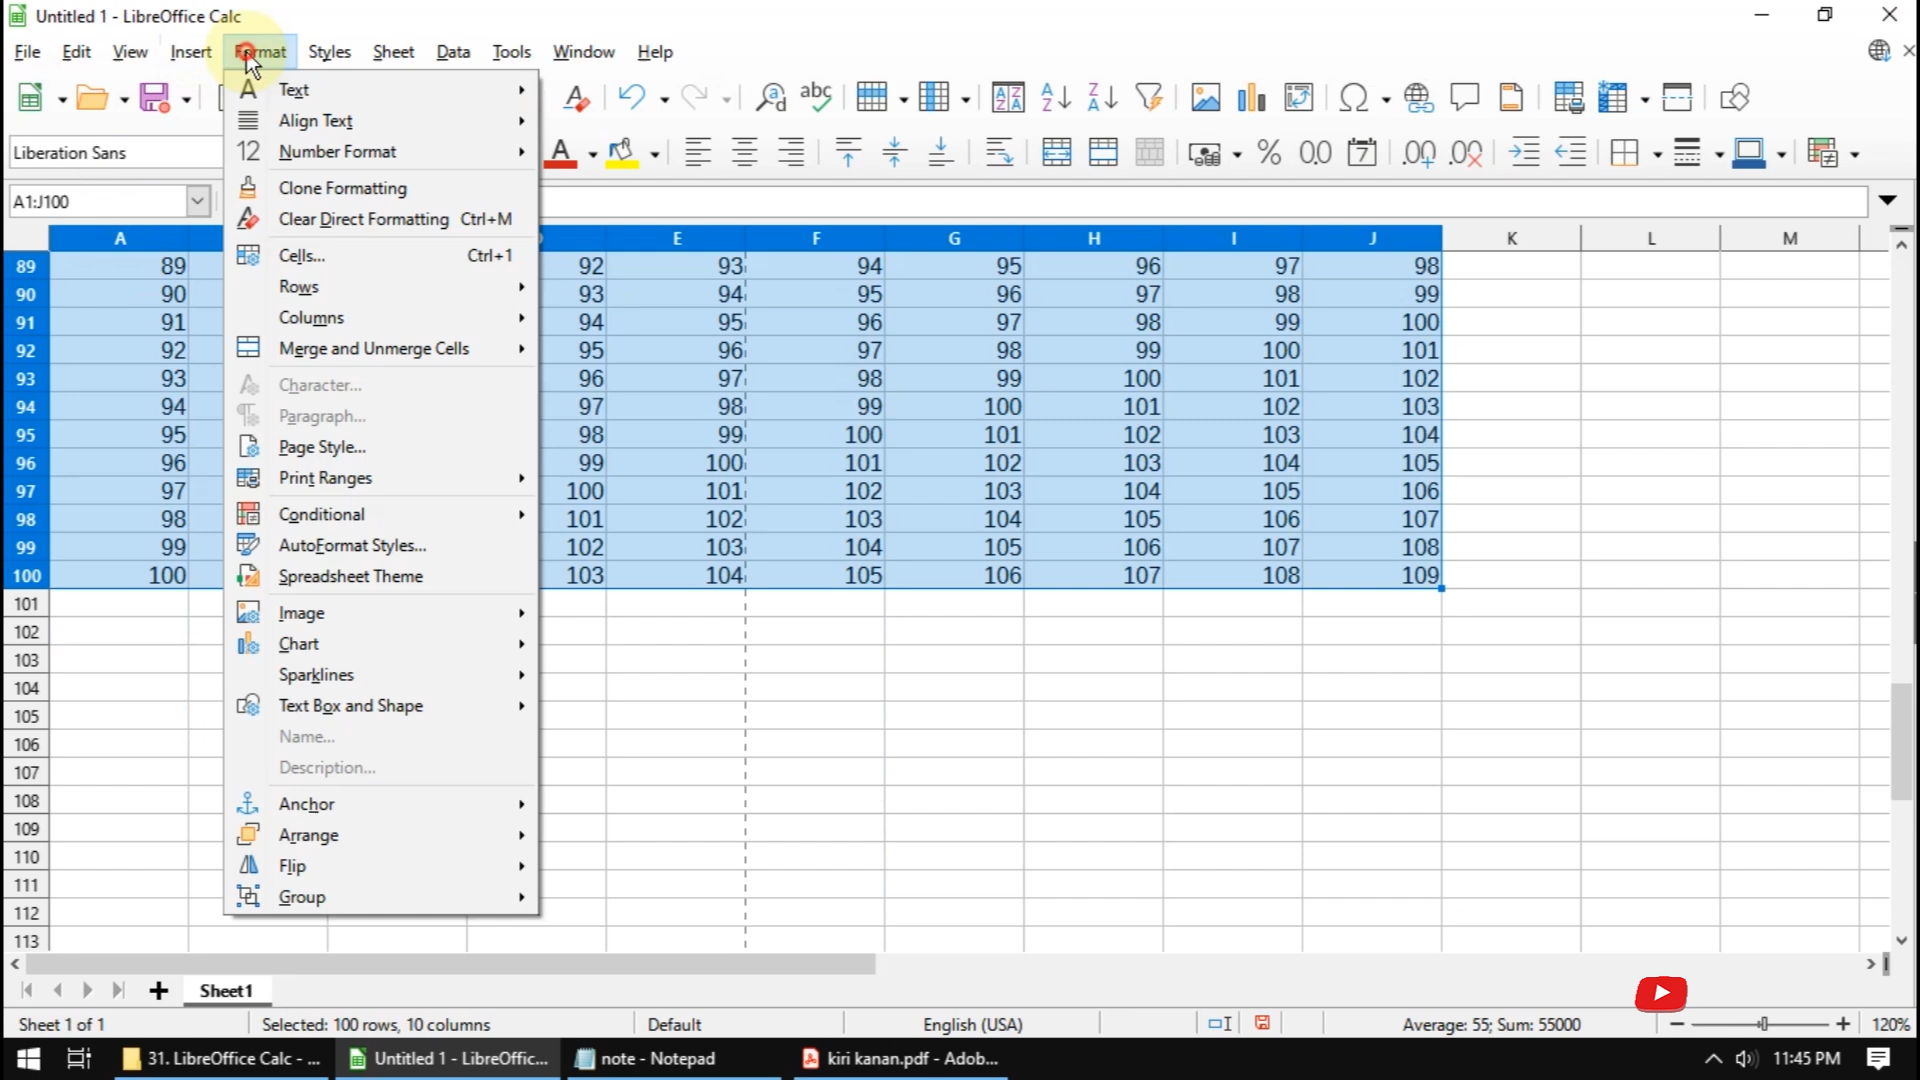 Untitled 1 - LibreOffice Calc
File Edit View Insert Format Styles Sheet Data Tools Window Help
Liberation Sans
A1:J100
Text
Align Text
Number Format
Clone Formatting
Clear Direct Formatting Ctrl+M
Cells... Ctrl+1
Rows
Columns
Merge and Unmerge Cells
Character...
Paragraph...
Page Style...
Print Ranges
Conditional
AutoFormat Styles...
Spreadsheet Theme
Image
Chart
Sparklines
Text Box and Shape
Name...
Description...
Anchor
Arrange
Flip
Group
A E F G H I J K L M
89 89 92 93 94 95 96 97 98
90 90 93 94 95 96 97 98 99
91 91 94 95 96 97 98 99 100
92 92 95 96 97 98 99 100 101
93 93 96 97 98 99 100 101 102
94 94 97 98 99 100 101 102 103
95 95 98 99 100 101 102 103 104
96 96 99 100 101 102 103 104 105
97 97 100 101 102 103 104 105 106
98 98 101 102 103 104 105 106 107
99 99 102 103 104 105 106 107 108
100 100 103 104 105 106 107 108 109
101
102
103
104
105
106
107
108
109
110
111
112
113
Sheet1
Sheet 1 of 1 Selected: 100 rows, 10 columns Default English (USA) Average: 55; Sum: 55000 120%
31. LibreOffice Calc - ... Untitled 1 - LibreOffic... note - Notepad kiri kanan.pdf - Adob... 11:45 PM